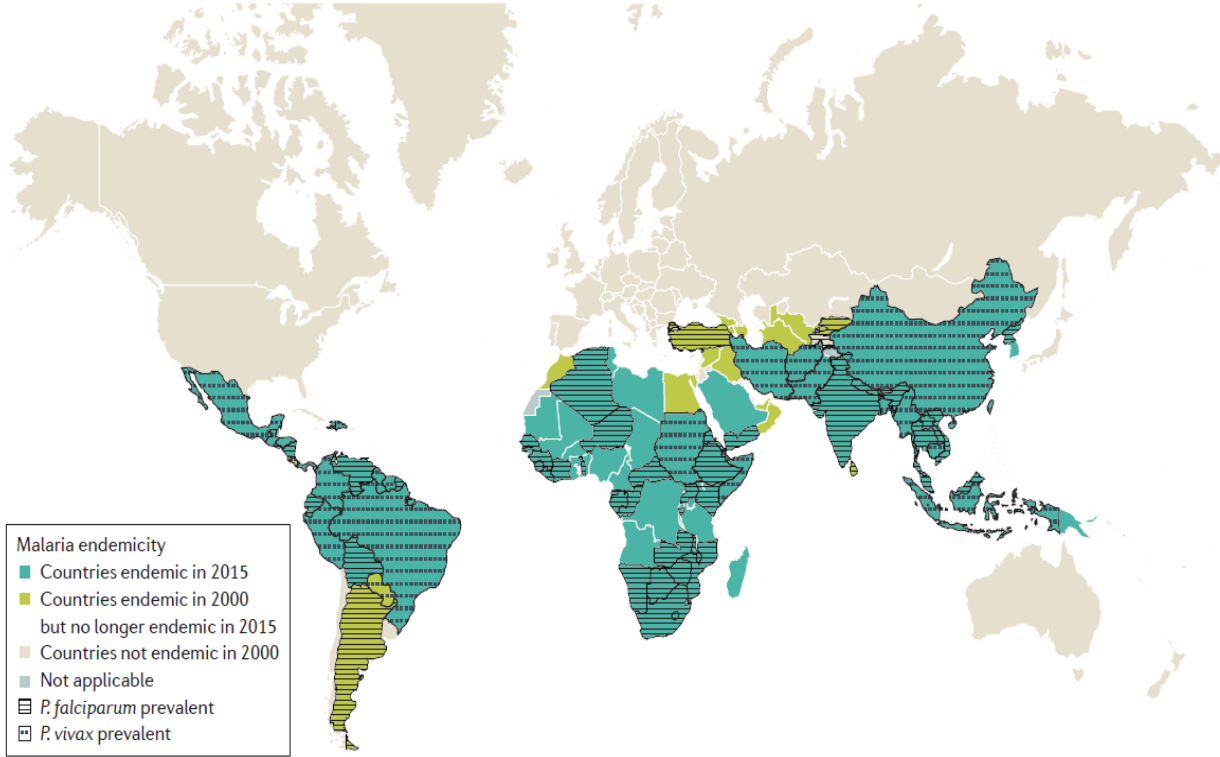 Malaria endemicity
Countries endemic in 2015
Countries endemic in 2000
but no longer endemic in 2015
Countries not endemic in 2000
Not applicable
P. falciparum prevalent
P. vivax prevalent